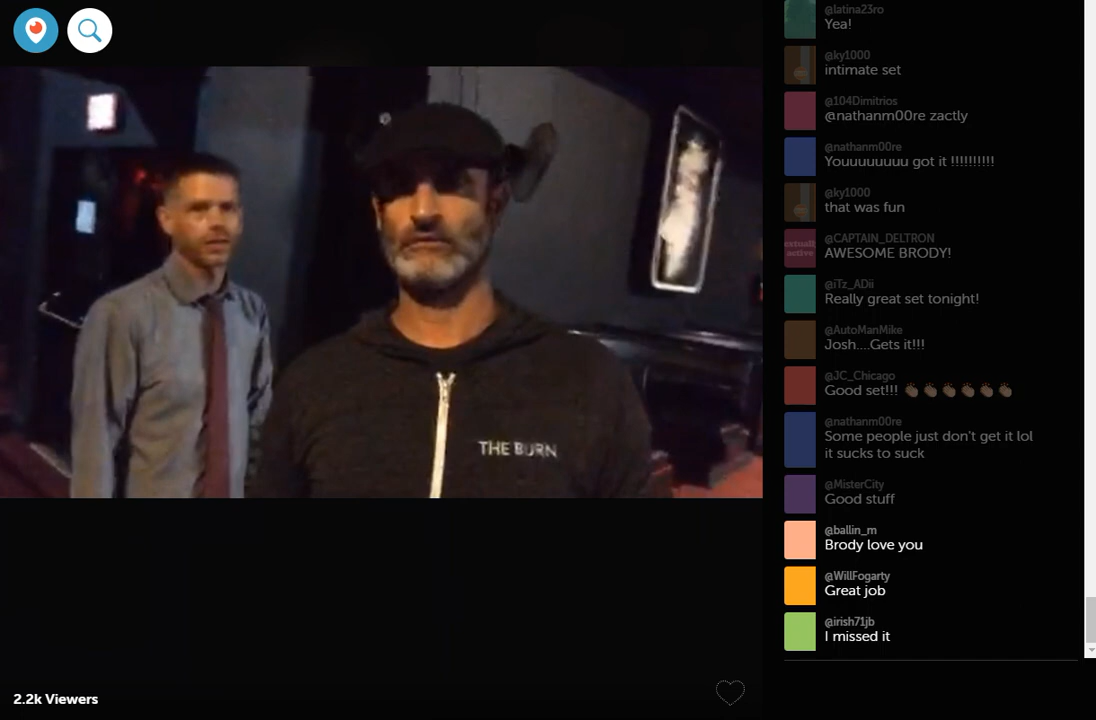 THE BURN
2.2k Viewers
@latina23ro
Yea!
@ky1000
intimate set
@104Dimitrios
@nathanm00re zactly
@nathanm00re
Youuuuuuuu got it !!!!!!!!!!
@ky1000
that was fun
@CAPTAIN_DELTRON
AWESOME BRODY!
@iTz_ADii
Really great set tonight!
@AutoManMike
Josh....Gets it!!!
@JC_Chicago
Good set!!! 👏👏👏👏👏👏
@nathanm00re
Some people just don't get it lol
it sucks to suck
@MisterCity
Good stuff
@ballin_m
Brody love you
@WillFogarty
Great job
@irish71jb
I missed it